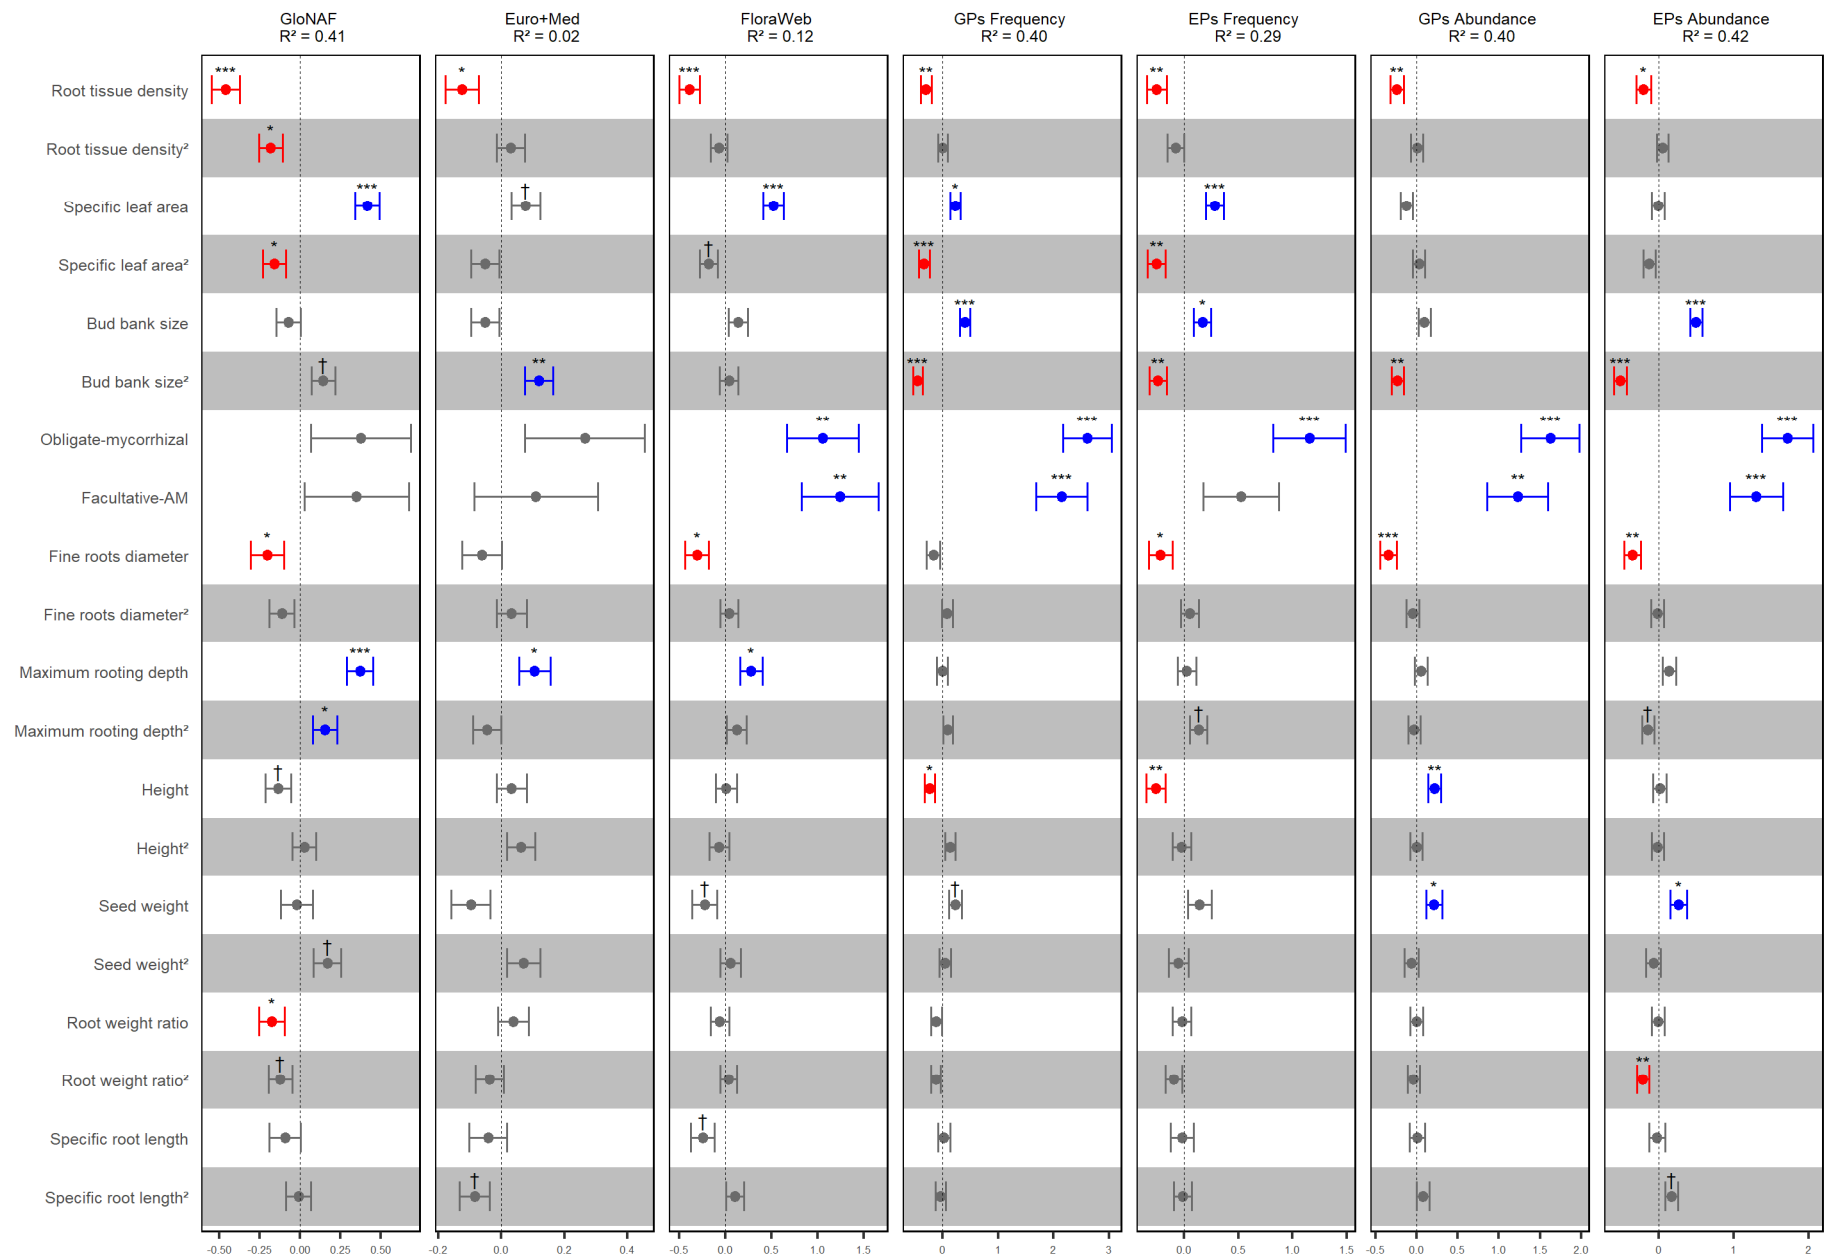 GloNAF Euro+Med FloraWeb GPs Frequency EPs Frequency GPs Abundance EPs Abundance
R² = 0.41 R² = 0.02 R² = 0.12 R² = 0.40 R² = 0.29 R² = 0.40 R² = 0.42
Root tissue density *** * *** ** ** ** *
Root tissue density² *
Specific leaf area *** † *** * ***
Specific leaf area² * † *** **
Bud bank size *** * ***
Bud bank size² † ** *** ** ** ***
Obligate-mycorrhizal ** *** *** *** ***
Facultative-AM ** *** ** ***
Fine roots diameter * * * *** **
Fine roots diameter²
Maximum rooting depth *** * *
Maximum rooting depth² * † †
Height † * ** **
Height²
Seed weight † † * *
Seed weight² †
Root weight ratio *
Root weight ratio² † **
Specific root length †
Specific root length² † †
-0.50 -0.25 0.00 0.25 0.50 -0.2 0.0 0.2 0.4 -0.5 0.0 0.5 1.0 1.5 0 1 2 3 0.0 0.5 1.0 1.5 -0.5 0.0 0.5 1.0 1.5 2.0 0 1 2